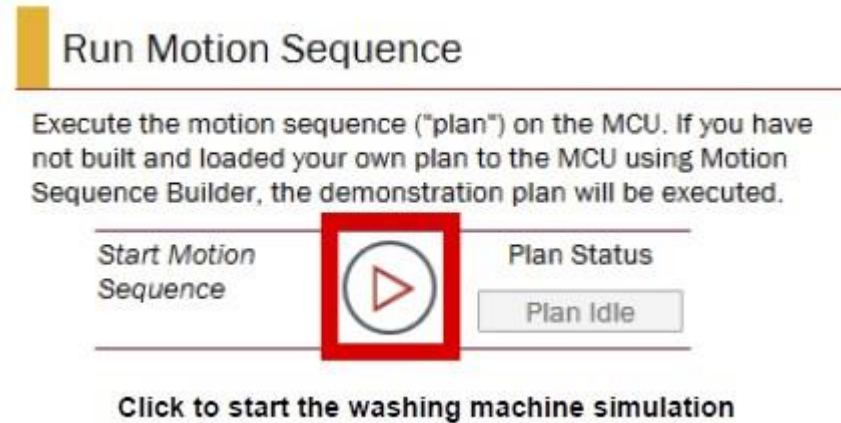 Run Motion Sequence
Execute the motion sequence ("plan") on the MCU. If you have
not built and loaded your own plan to the MCU using Motion
Sequence Builder, the demonstration plan will be executed.
Start Motion
Sequence
Plan Status
Plan Idle
Click to start the washing machine simulation